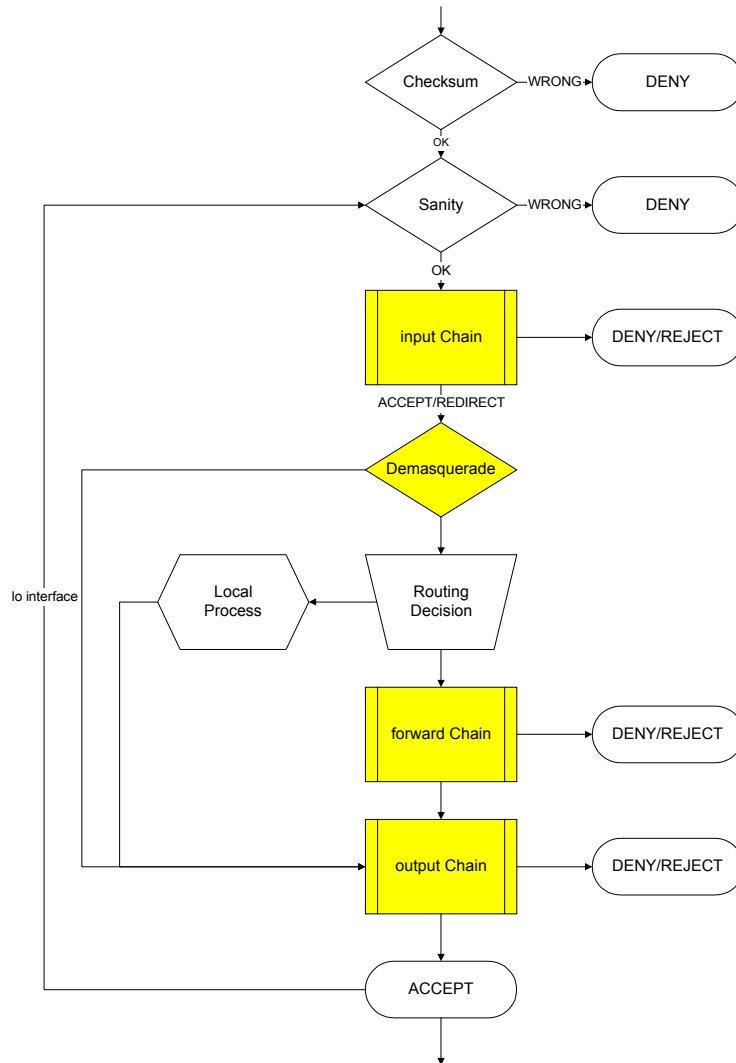 Checksum
WRONG
DENY
OK
Sanity
WRONG
DENY
OK
input Chain
DENY/REJECT
ACCEPT/REDIRECT
Demasquerade
lo interface
Local
Process
Routing
Decision
forward Chain
DENY/REJECT
output Chain
DENY/REJECT
ACCEPT